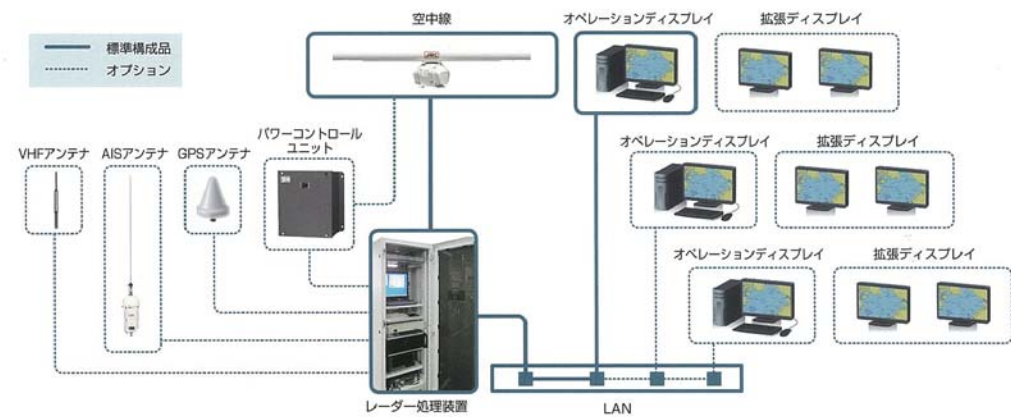 標準構成品
オプション
空中線
JRC
オペレーションディスプレイ
拡張ディスプレイ
VHFアンテナ
AISアンテナ
GPSアンテナ
パワーコントロール
ユニット
オペレーションディスプレイ
拡張ディスプレイ
オペレーションディスプレイ
拡張ディスプレイ
レーダー処理装置
LAN